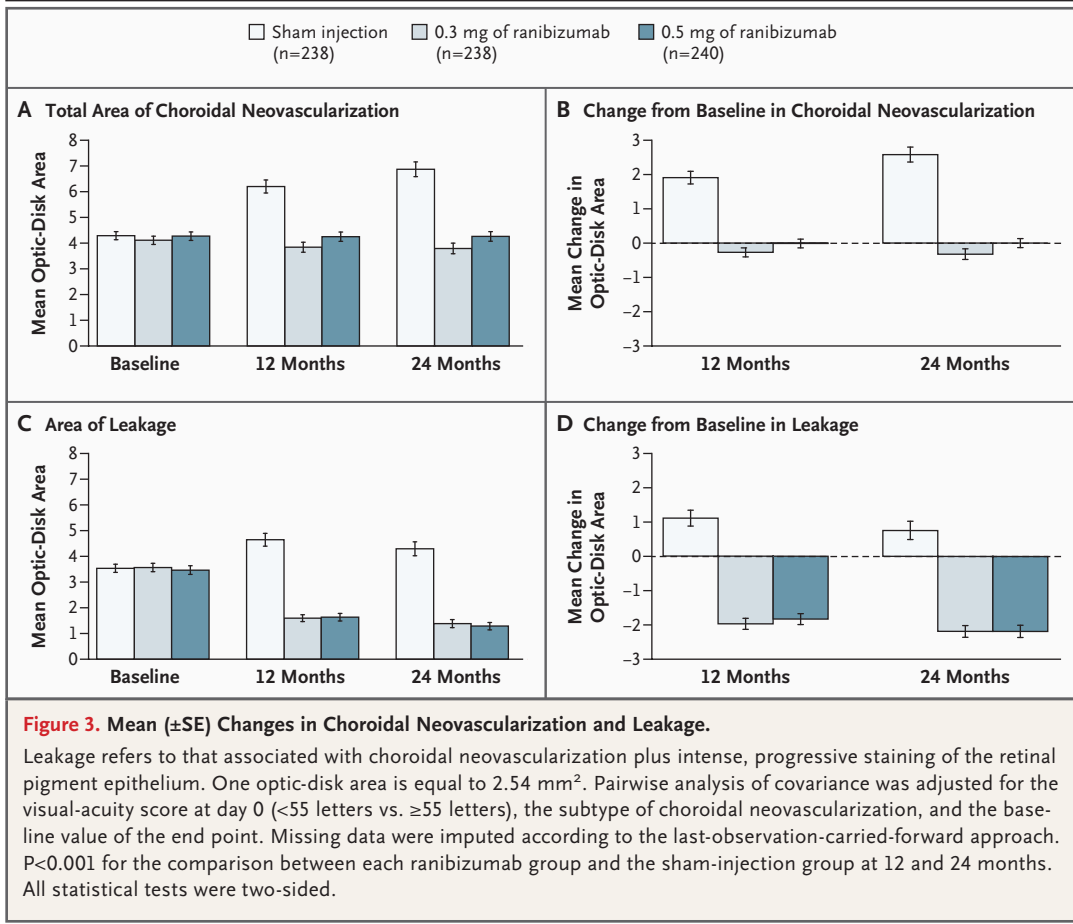 Sham injection (n=238)
0.3 mg of ranibizumab (n=238)
0.5 mg of ranibizumab (n=240)
A Total Area of Choroidal Neovascularization
Mean Optic-Disk Area
8
7
6
5
4
3
2
1
0
Baseline
12 Months
24 Months
B Change from Baseline in Choroidal Neovascularization
Mean Change in
Optic-Disk Area
3
2
1
0
–1
–2
–3
12 Months
24 Months
C Area of Leakage
Mean Optic-Disk Area
8
7
6
5
4
3
2
1
0
Baseline
12 Months
24 Months
D Change from Baseline in Leakage
Mean Change in
Optic-Disk Area
3
2
1
0
–1
–2
–3
12 Months
24 Months
Figure 3. Mean (±SE) Changes in Choroidal Neovascularization and Leakage.
Leakage refers to that associated with choroidal neovascularization plus intense, progressive staining of the retinal
pigment epithelium. One optic-disk area is equal to 2.54 mm². Pairwise analysis of covariance was adjusted for the
visual-acuity score at day 0 (<55 letters vs. ≥55 letters), the subtype of choroidal neovascularization, and the base-
line value of the end point. Missing data were imputed according to the last-observation-carried-forward approach.
P<0.001 for the comparison between each ranibizumab group and the sham-injection group at 12 and 24 months.
All statistical tests were two-sided.